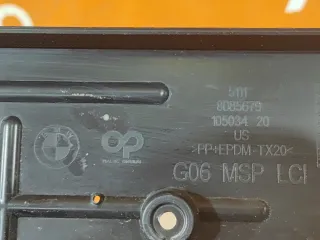 8085679
105034 20
US
>PP+EPDM-TX20<
G06 MSP LCI